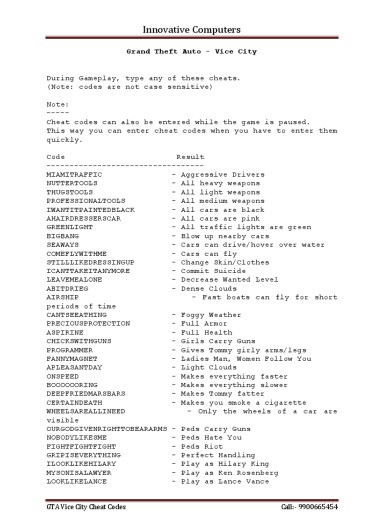 Innovative Computers
Grand Theft Auto - Vice City
During Gameplay, type any of these cheats.
(Note: codes are not case sensitive)
Note:
-----
Cheat codes can also be entered while the game is paused.
This way you can enter cheat codes when you have to enter them
quickly.
Code Result
----------------------------------
MIAMITRAFFIC - Aggressive Drivers
NUTTERTOOLS - All heavy weapons
THUGSTOOLS - All light weapons
PROFESSIONALTOOLS - All medium weapons
IWANTITPAINTEDBLACK - All cars are black
AHAIRDRESSERSCAR - All cars are pink
GREENLIGHT - All traffic lights are green
BIGBANG - Blow up nearby cars
SEAWAYS - Cars can drive/hover over water
COMEFLYWITHME - Cars can fly
STILLLIKEDRESSINGUP - Change Skin/Clothes
ICANTTAKEITANYMORE - Commit Suicide
LEAVEMEALONE - Decrease Wanted Level
ABITDRIEG - Dense Clouds
AIRSHIP - Fast boats can fly for short
periods of time
CANTSEEATHING - Foggy Weather
PRECIOUSPROTECTION - Full Armor
ASPIRINE - Full Health
CHICKSWITHGUNS - Girls Carry Guns
PROGRAMMER - Gives Tommy girly arms/legs
FANNYMAGNET - Ladies Man, Women Follow You
APLEASANTDAY - Light Clouds
ONSPEED - Makes everything faster
BOOOOOORING - Makes everything slower
DEEPFRIEDMARSBARS - Makes Tommy fatter
CERTAINDEATH - Makes you smoke a cigarette
WHEELSAREALLINEED - Only the wheels of a car are
visible
OURGODGIVENRIGHTTOBEARARMS - Peds Carry Guns
NOBODYLIKESME - Peds Hate You
FIGHTFIGHTFIGHT - Peds Riot
GRIPISEVERYTHING - Perfect Handling
ILOOKLIKEHILARY - Play as Hilary King
MYSONISALAWYER - Play as Ken Rosenberg
LOOKLIKELANCE - Play as Lance Vance
GTA Vice City Cheat Codes Call:- 9900665454